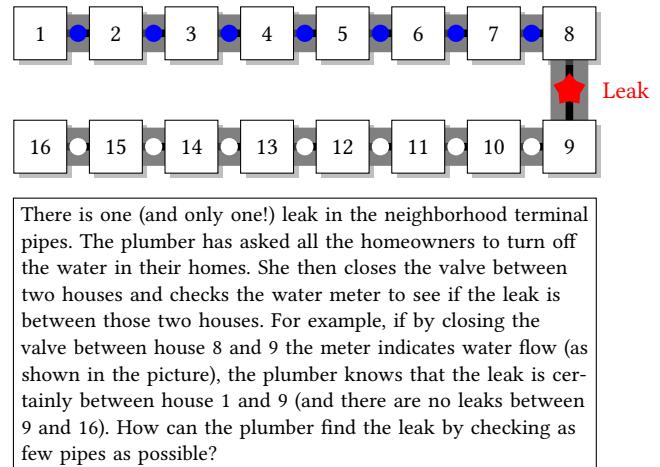 1 2 3 4 5 6 7 8
Leak
16 15 14 13 12 11 10 9
There is one (and only one!) leak in the neighborhood terminal
pipes. The plumber has asked all the homeowners to turn off
the water in their homes. She then closes the valve between
two houses and checks the water meter to see if the leak is
between those two houses. For example, if by closing the
valve between house 8 and 9 the meter indicates water flow (as
shown in the picture), the plumber knows that the leak is cer-
tainly between house 1 and 9 (and there are no leaks between
9 and 16). How can the plumber find the leak by checking as
few pipes as possible?